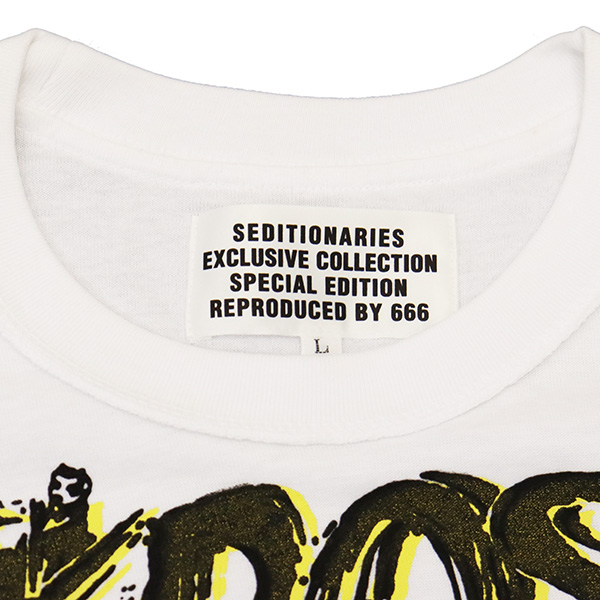 SEDITIONARIES
EXCLUSIVE COLLECTION
SPECIAL EDITION
REPRODUCED BY 666
L